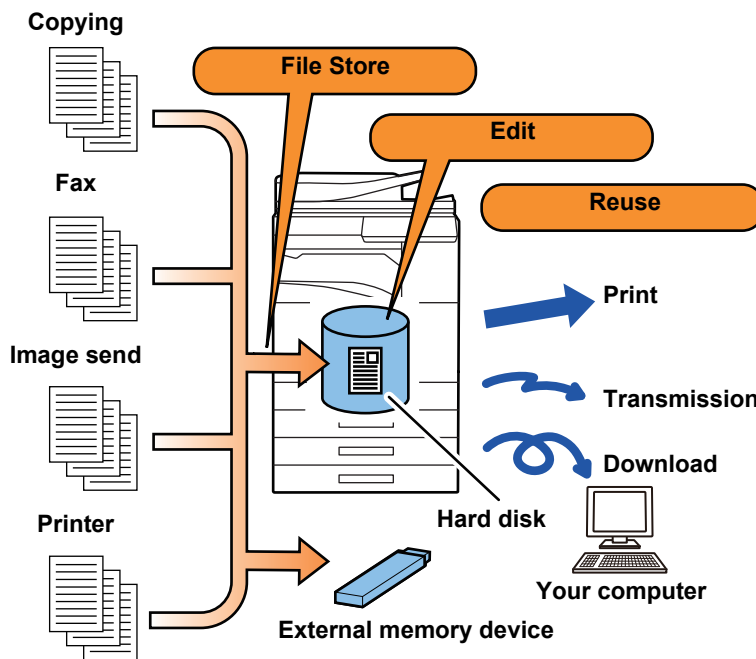 Copying
File Store
Edit
Fax
Reuse
Print
Image send
Transmission
Download
Hard disk
Printer
Your computer
External memory device